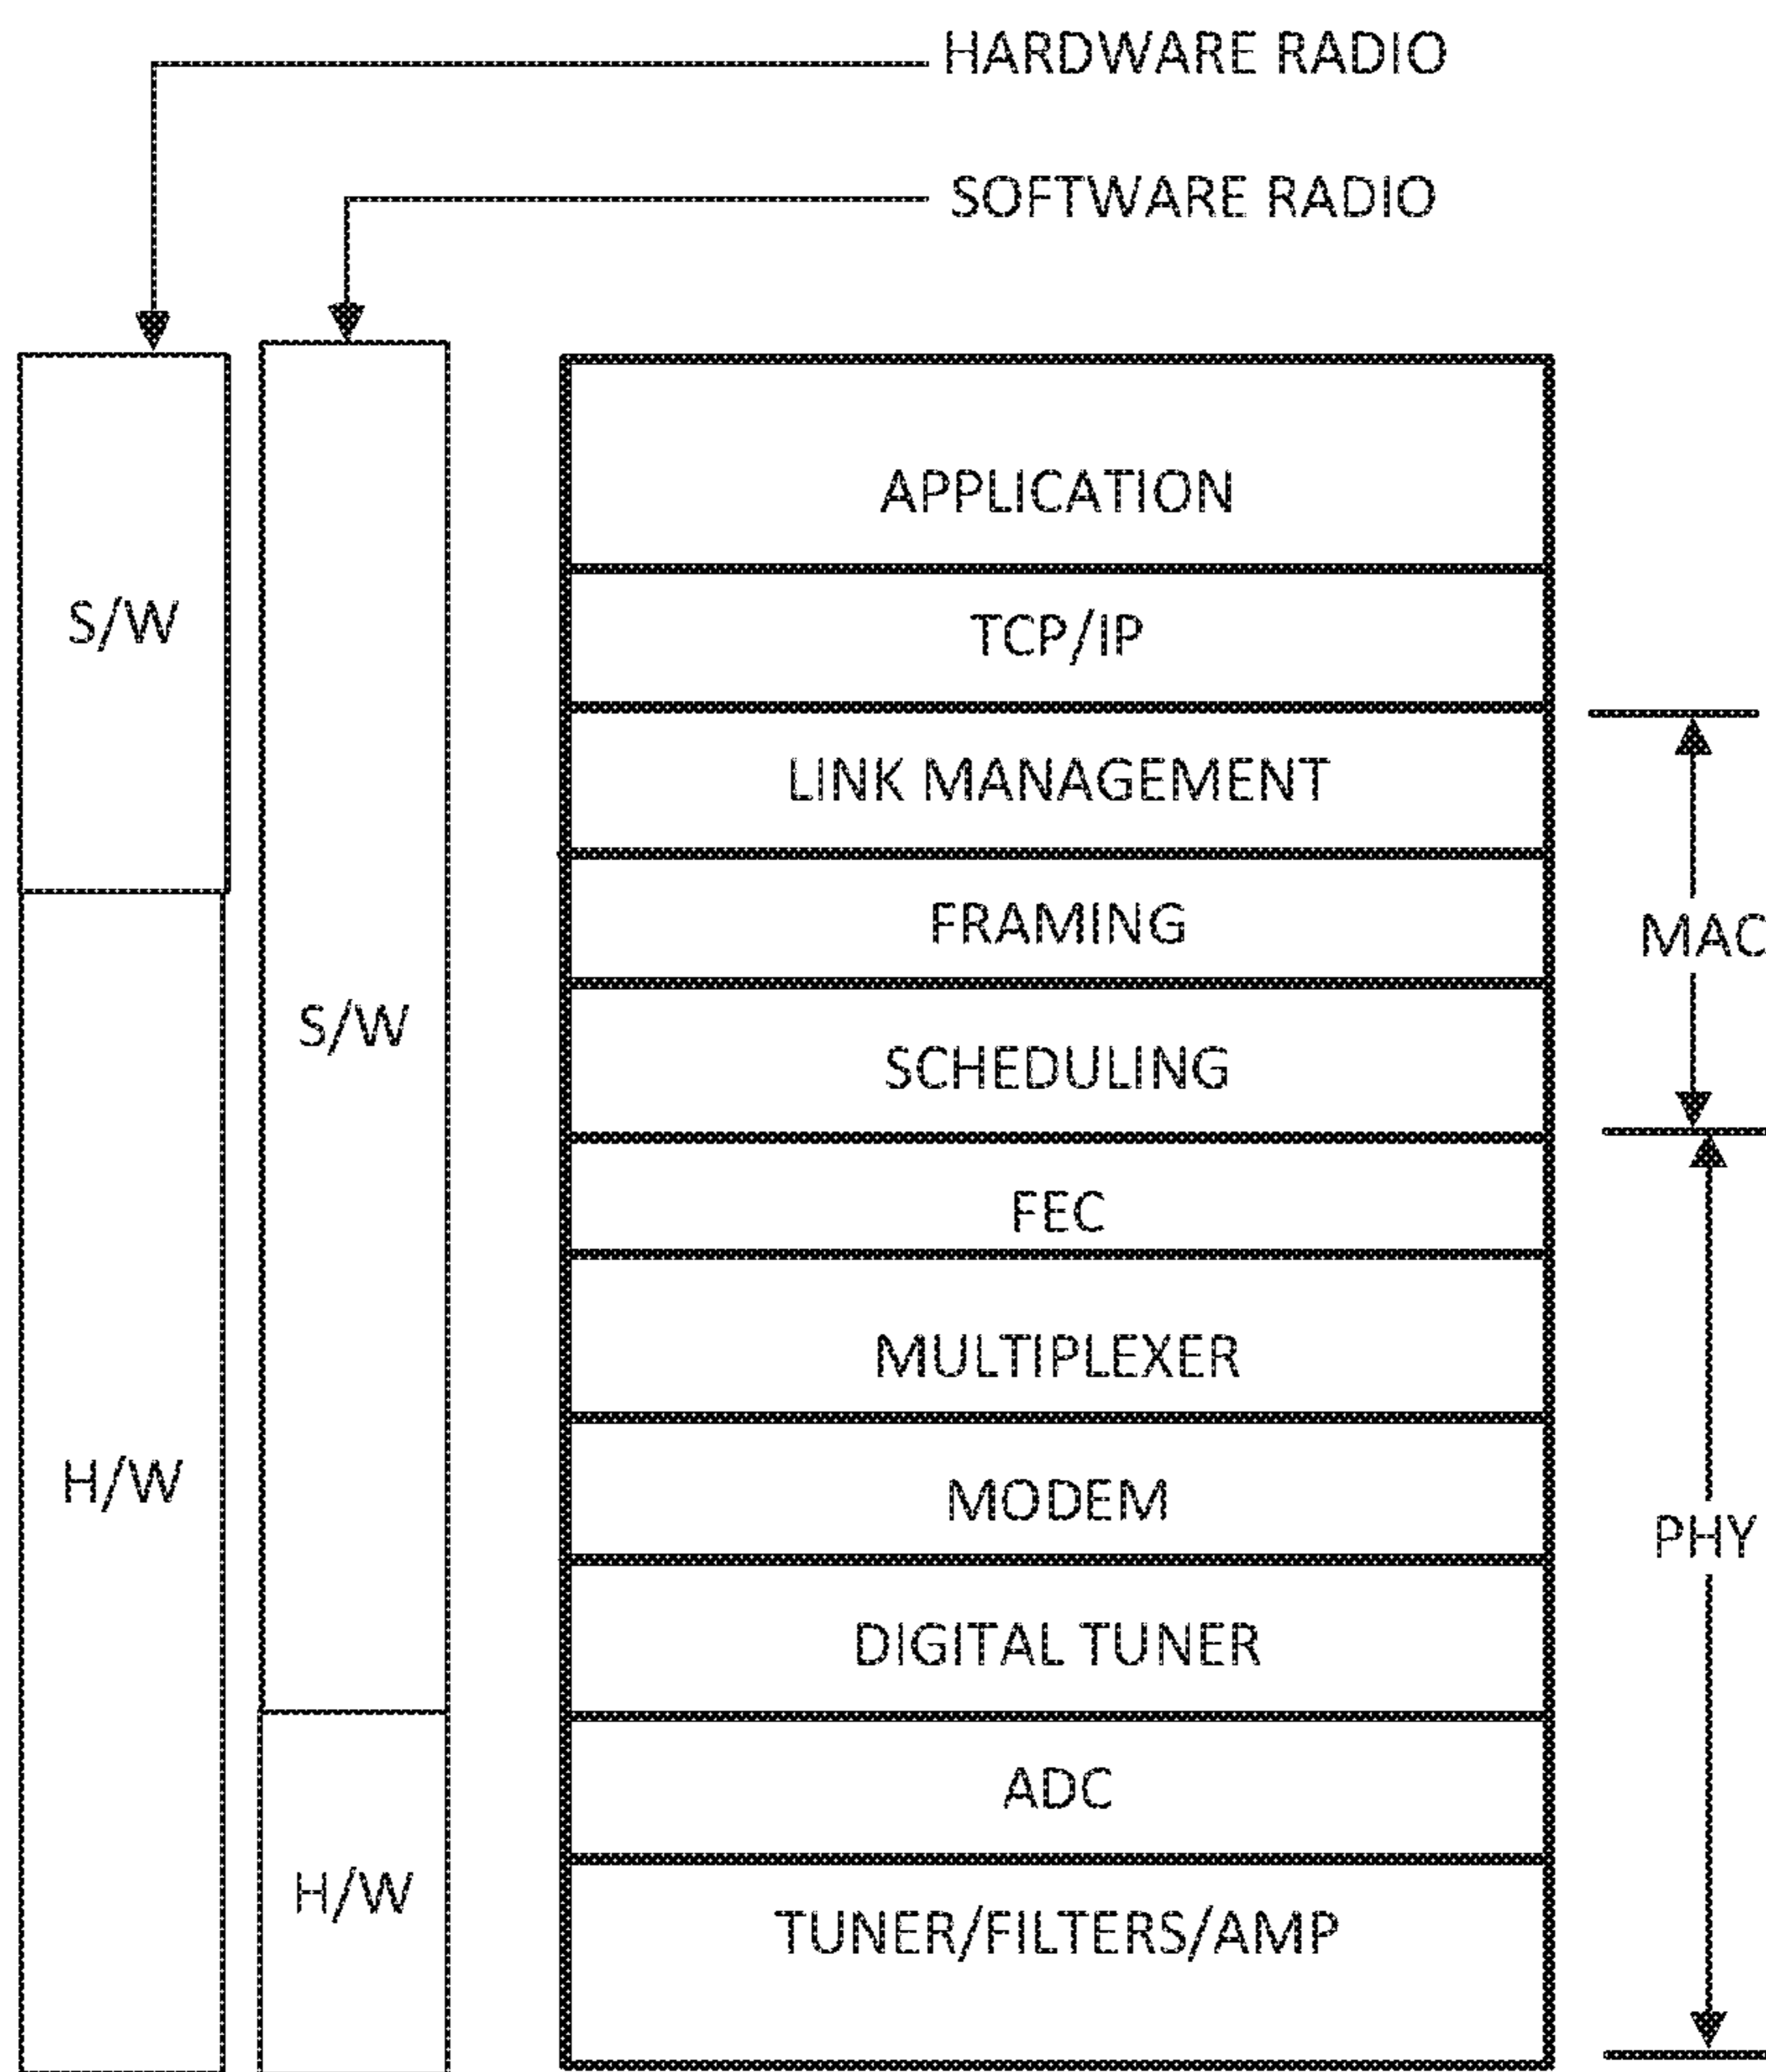 HARDWARE RADIO
SOFTWARE RADIO
APPLICATION
S/W
TCP/IP
LINK MANAGEMENT
FRAMING
MAC
S/W
SCHEDULING
FEC
MULTIPLEXER
H/W
MODEM
PHY
DIGITAL TUNER
ADC
H/W
TUNER/FILTERS/AMP